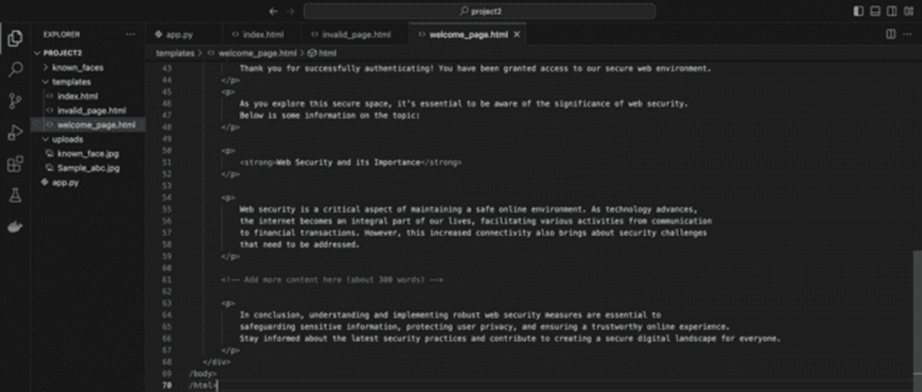 project2
EXPLORER
app.py
index.html
invalid_page.html
welcome_page.html
PROJECT2
templates > welcome_page.html > html
known_faces
templates
index.html
invalid_page.html
welcome_page.html
uploads
known_face.jpg
Sample_abc.jpg
app.py
43 Thank you for successfully authenticating! You have been granted access to our secure web environment.
44 </p>
45 <p>
46 As you explore this secure space, it's essential to be aware of the significance of web security.
47 Below is some information on the topic:
48 </p>
49
50 <p>
51 <strong>Web Security and its Importance</strong>
52 </p>
53
54 <p>
55 Web security is a critical aspect of maintaining a safe online environment. As technology advances,
56 the internet becomes an integral part of our lives, facilitating various activities from communication
57 to financial transactions. However, this increased connectivity also brings about security challenges
58 that need to be addressed.
59 </p>
60
61 <!-- Add more content here (about 300 words) -->
62
63 <p>
64 In conclusion, understanding and implementing robust web security measures are essential to
65 safeguarding sensitive information, protecting user privacy, and ensuring a trustworthy online experience.
66 Stay informed about the latest security practices and contribute to creating a secure digital landscape for everyone.
67 </p>
68 </div>
69 /body>
70 /html>